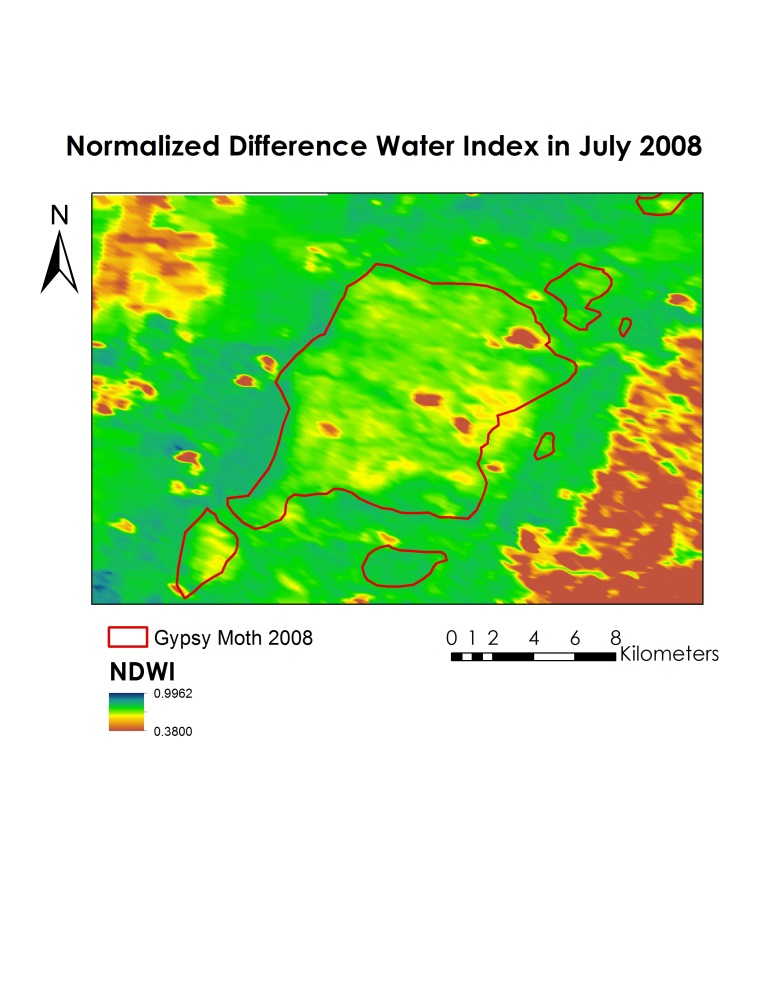 Normalized Difference Water Index in July 2008
N
Gypsy Moth 2008
0 1 2 4 6 8
Kilometers
NDWI
0.9962
0.3800